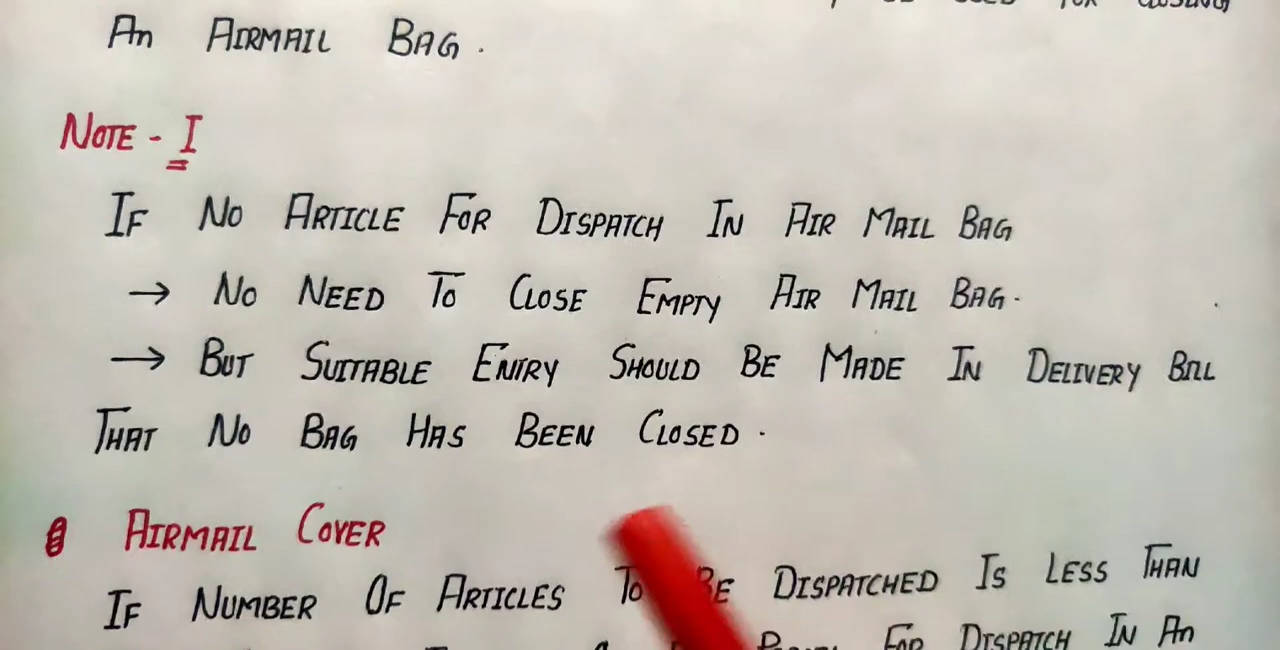 FOR CLOSING
AN AIRMAIL BAG.
NOTE - I
IF NO ARTICLE FOR DISPATCH IN AIR MAIL BAG
→ NO NEED TO CLOSE EMPTY AIR MAIL BAG.
→ BUT SUITABLE ENTRY SHOULD BE MADE IN DELIVERY BILL
THAT NO BAG HAS BEEN CLOSED.
AIRMAIL COVER
IF NUMBER OF ARTICLES TO BE DISPATCHED IS LESS THAN
FOR DISPATCH IN AN